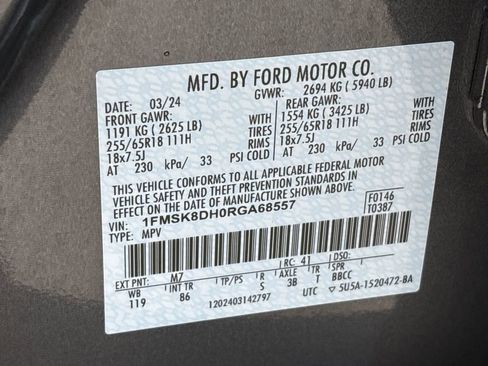 MFD. BY FORD MOTOR CO.
DATE: 03/24 GVWR: 2694 KG ( 5940 LB)
FRONT GAWR: REAR GAWR:
1191 KG ( 2625 LB) WITH 1554 KG ( 3425 LB) WITH
255/65R18 111H TIRES 255/65R18 111H TIRES
18x7.5J RIMS 18x7.5J RIMS
AT 230 kPa/ 33 PSI COLD AT 230 kPa/ 33 PSI COLD
THIS VEHICLE CONFORMS TO ALL APPLICABLE FEDERAL MOTOR
VEHICLE SAFETY AND THEFT PREVENTION STANDARDS IN EFFECT
ON THE DATE OF MANUFACTURE SHOWN ABOVE.
VIN: 1FMSK8DH0RGA68557 F0146
TYPE: MPV T0387
EXT PNT: M7 RC: 41 DSO:
WB INT TR TP/PS R AXLE TR SPR
119 86 S 3B T BBCC
1202403142797 UTC ▽ 5U5A-1520472-BA